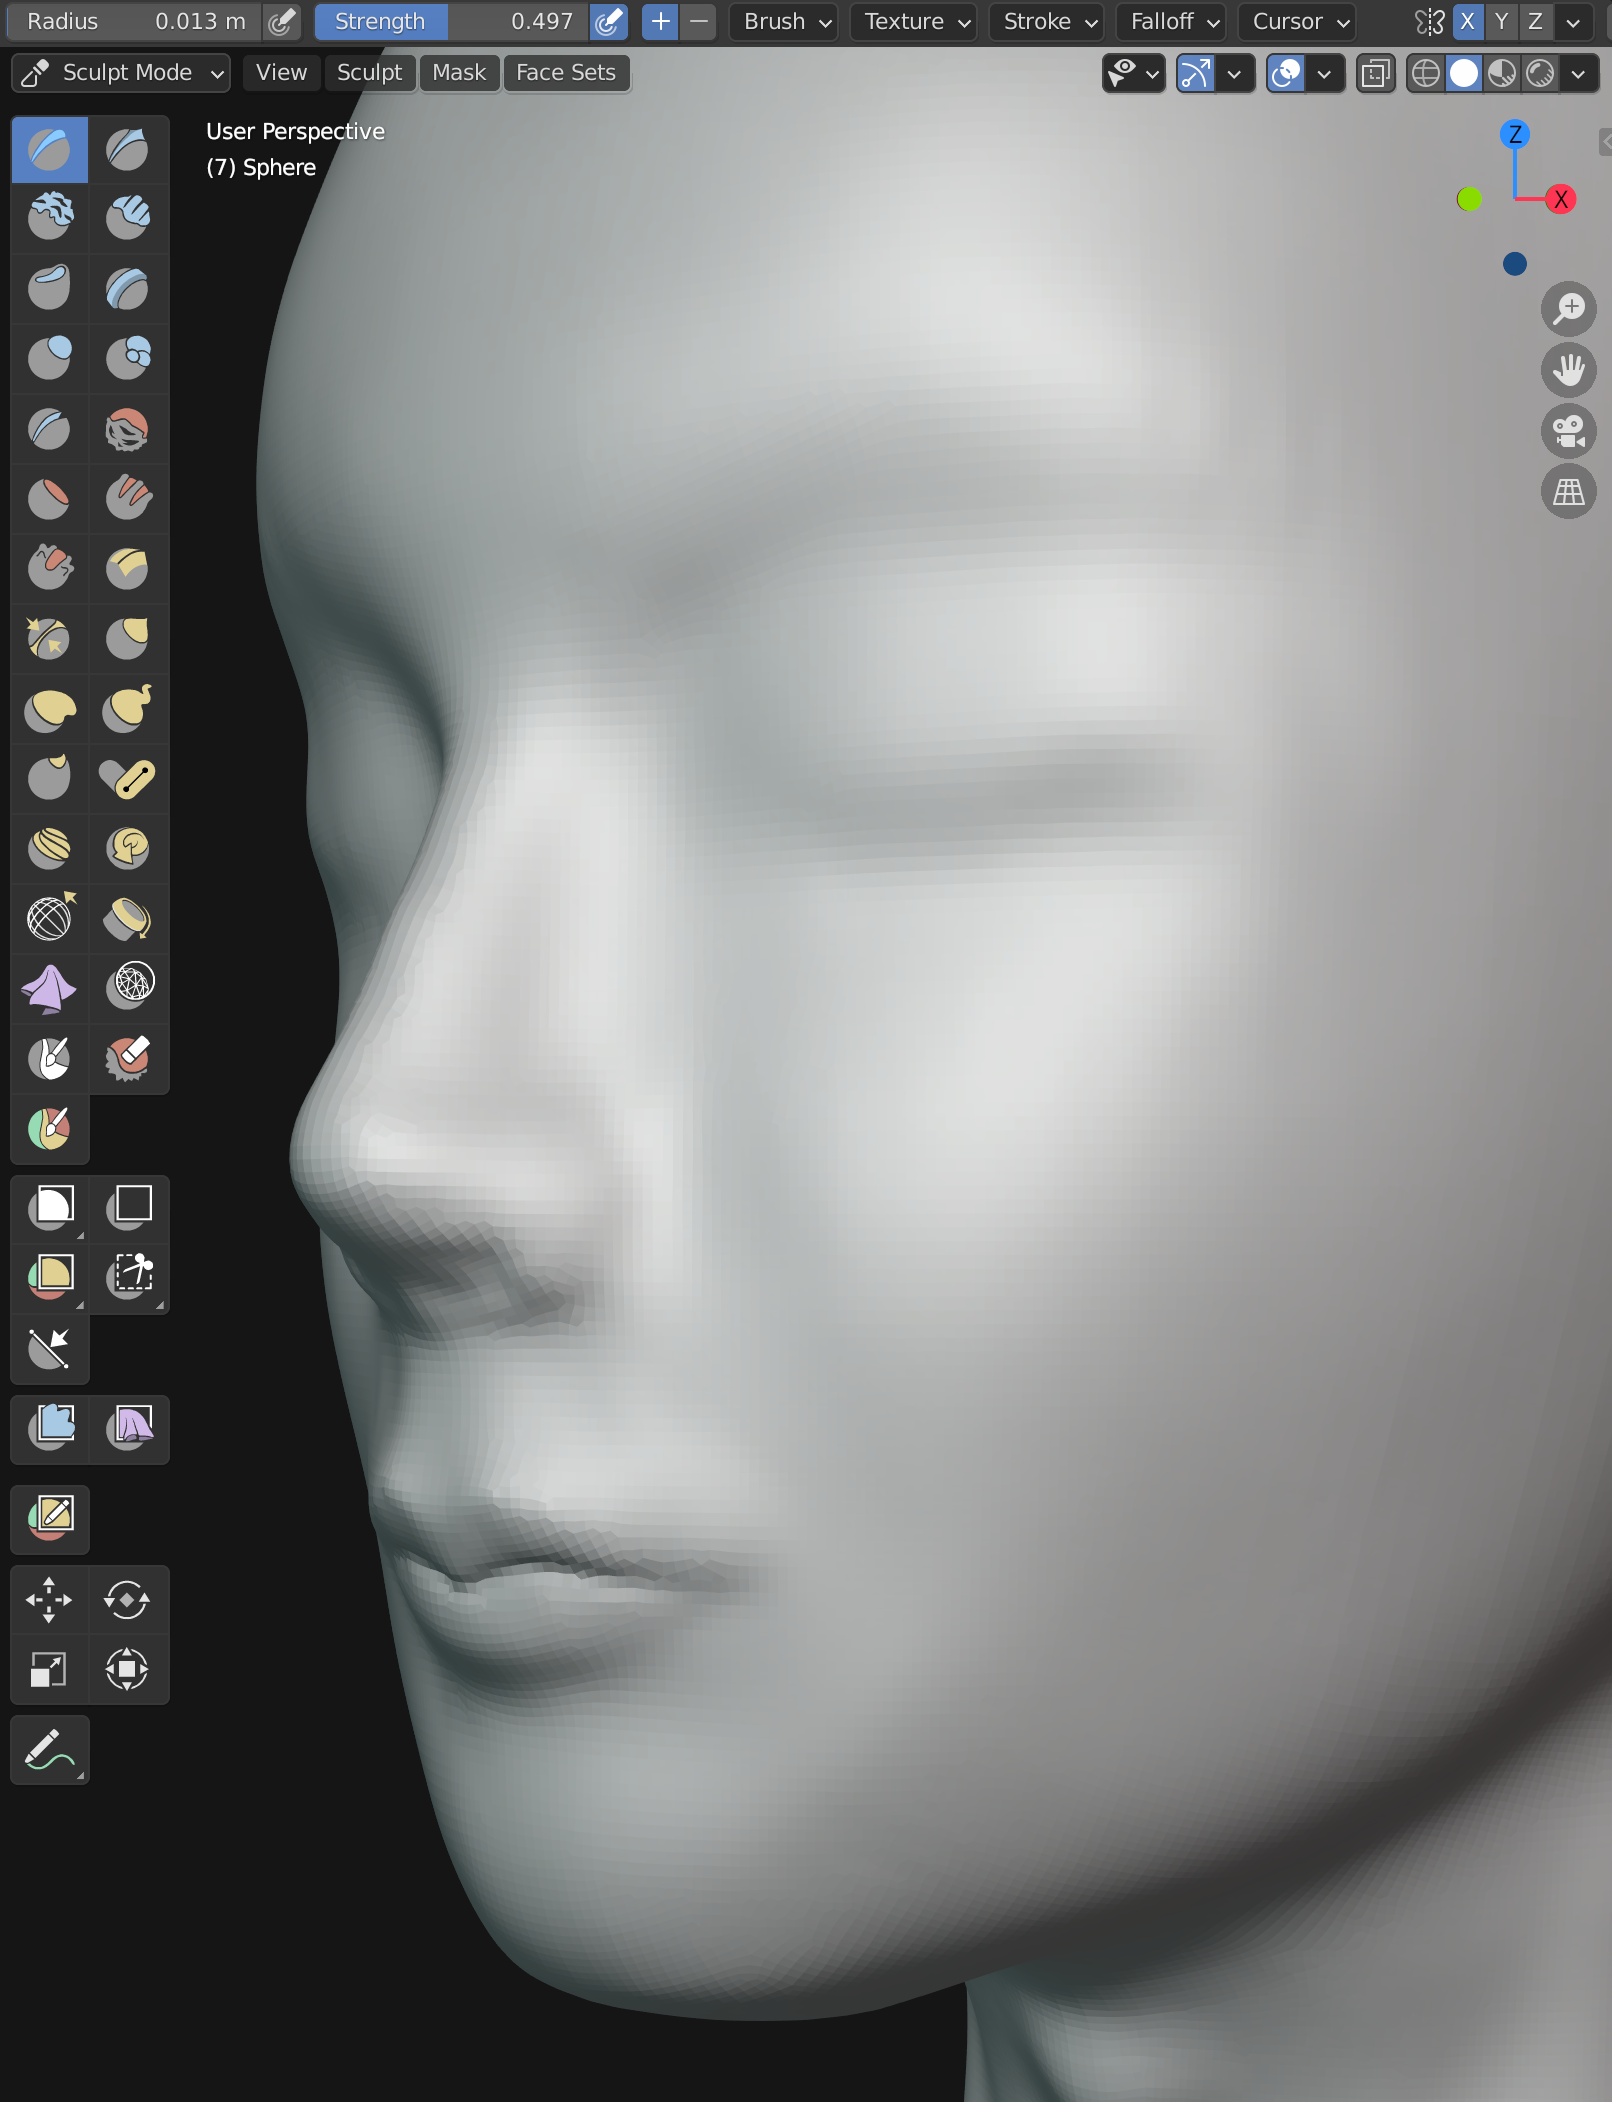 Radius 0.013 m Strength 0.497 Brush Texture Stroke Falloff Cursor X Y Z
Sculpt Mode View Sculpt Mask Face Sets
User Perspective
(7) Sphere
Z
X